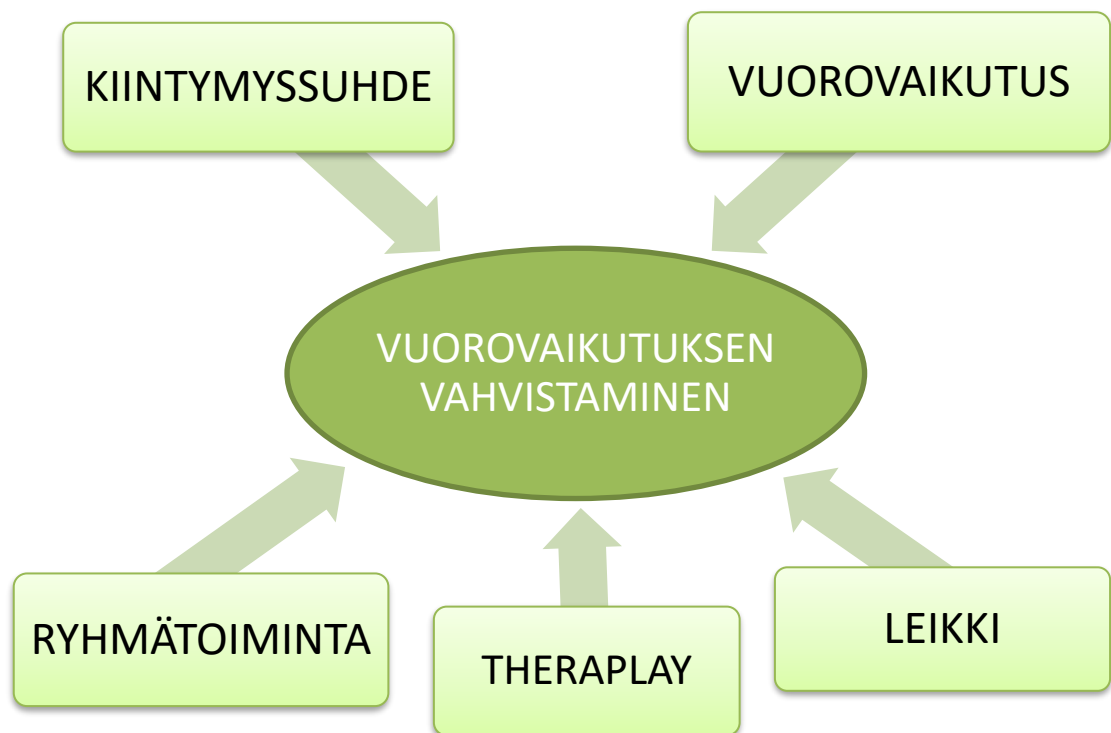 KIINTYMYSSUHDE
VUOROVAIKUTUS
VUOROVAIKUTUKSEN
VAHVISTAMINEN
RYHMÄTOIMINTA
THERAPLAY
LEIKKI